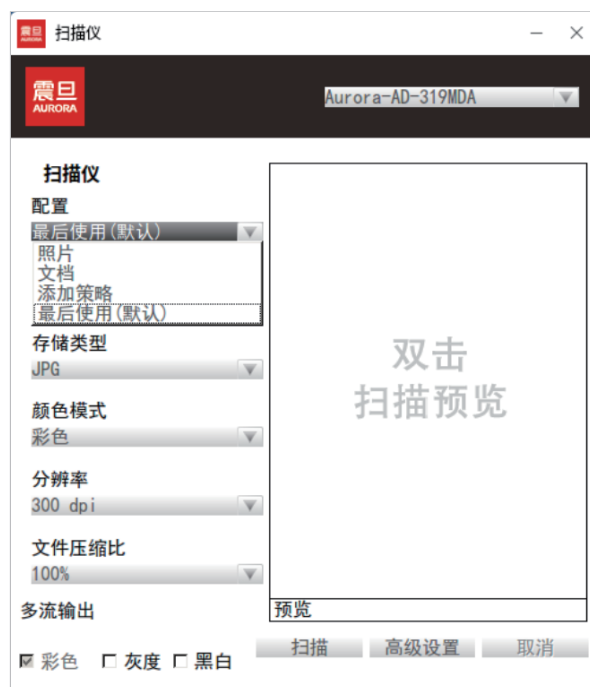 震旦
AURORA
扫描仪
震旦
AURORA
Aurora-AD-319MDA
扫描仪
配置
最后使用(默认)
照片
文档
添加策略
最后使用(默认)
存储类型
JPG
颜色模式
彩色
分辨率
300 dpi
文件压缩比
100%
多流输出
彩色 灰度 黑白
双击
扫描预览
预览
扫描 高级设置 取消